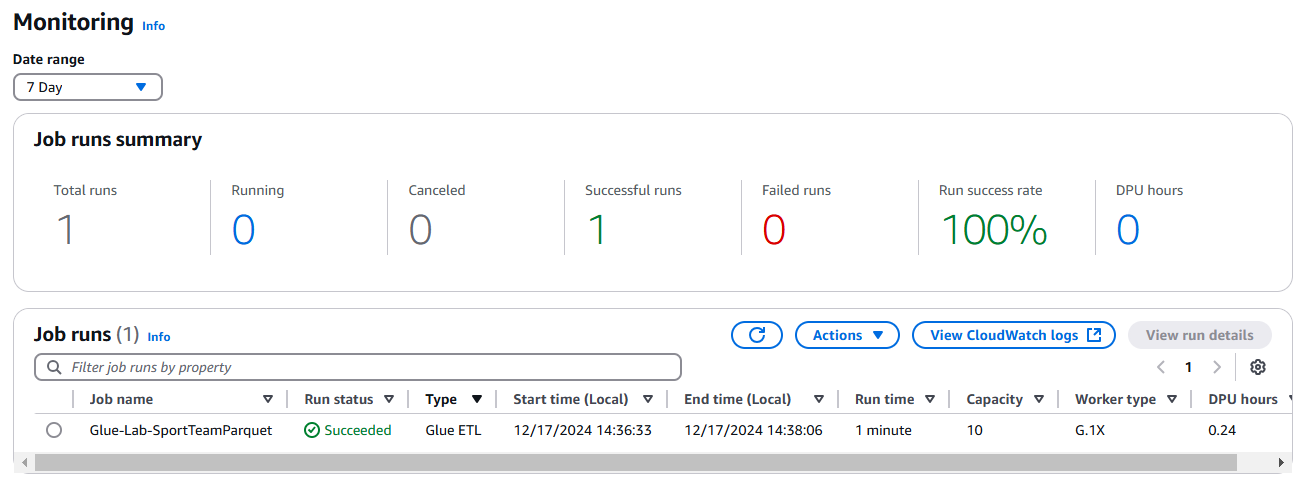 Monitoring Info
Date range
7 Day
Job runs summary
Total runs Running Canceled Successful runs Failed runs Run success rate DPU hours
1 0 0 1 0 100% 0
Job runs (1) Info Actions View CloudWatch logs View run details
Filter job runs by property 1
Job name Run status Type Start time (Local) End time (Local) Run time Capacity Worker type DPU hours
Glue-Lab-SportTeamParquet Succeeded Glue ETL 12/17/2024 14:36:33 12/17/2024 14:38:06 1 minute 10 G.1X 0.24